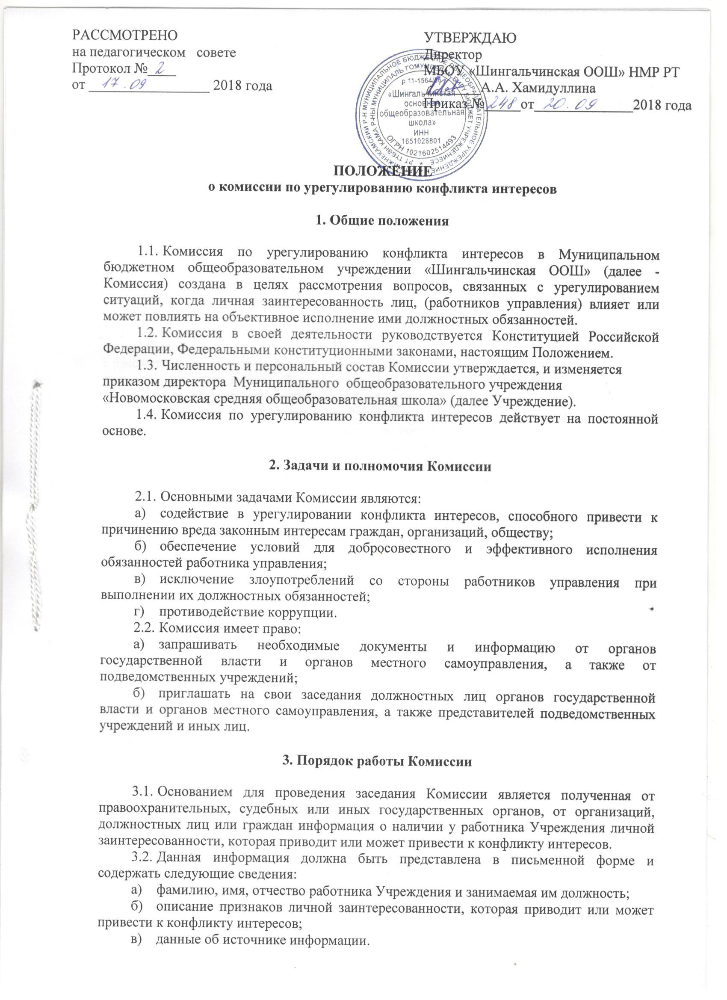 РАССМОТРЕНО
на педагогическом совете
Протокол № 2
от 17.09 2018 года
УТВЕРЖДАЮ
Директор
МБОУ «Шингальчинская ООШ» НМР РТ
А.А. Хамидуллина
Приказ № 248 от 20.09 2018 года
«Шингальчинская
основная
общеобразовательная
школа»
ИНН
1651028801
ОГРН 1021602514493
ПОЛОЖЕНИЕ
о комиссии по урегулированию конфликта интересов
1. Общие положения
1.1. Комиссия по урегулированию конфликта интересов в Муниципальном
бюджетном общеобразовательном учреждении «Шингальчинская ООШ» (далее -
Комиссия) создана в целях рассмотрения вопросов, связанных с урегулированием
ситуаций, когда личная заинтересованность лиц, (работников управления) влияет или
может повлиять на объективное исполнение ими должностных обязанностей.
1.2. Комиссия в своей деятельности руководствуется Конституцией Российской
Федерации, Федеральными конституционными законами, настоящим Положением.
1.3. Численность и персональный состав Комиссии утверждается, и изменяется
приказом директора Муниципального общеобразовательного учреждения
«Новомосковская средняя общеобразовательная школа» (далее Учреждение).
1.4. Комиссия по урегулированию конфликта интересов действует на постоянной
основе.
2. Задачи и полномочия Комиссии
2.1. Основными задачами Комиссии являются:
а) содействие в урегулировании конфликта интересов, способного привести к
причинению вреда законным интересам граждан, организаций, обществу;
б) обеспечение условий для добросовестного и эффективного исполнения
обязанностей работника управления;
в) исключение злоупотреблений со стороны работников управления при
выполнении их должностных обязанностей;
г) противодействие коррупции.
2.2. Комиссия имеет право:
а) запрашивать необходимые документы и информацию от органов
государственной власти и органов местного самоуправления, а также от
подведомственных учреждений;
б) приглашать на свои заседания должностных лиц органов государственной
власти и органов местного самоуправления, а также представителей подведомственных
учреждений и иных лиц.
3. Порядок работы Комиссии
3.1. Основанием для проведения заседания Комиссии является полученная от
правоохранительных, судебных или иных государственных органов, от организаций,
должностных лиц или граждан информация о наличии у работника Учреждения личной
заинтересованности, которая приводит или может привести к конфликту интересов.
3.2. Данная информация должна быть представлена в письменной форме и
содержать следующие сведения:
а) фамилию, имя, отчество работника Учреждения и занимаемая им должность;
б) описание признаков личной заинтересованности, которая приводит или может
привести к конфликту интересов;
в) данные об источнике информации.